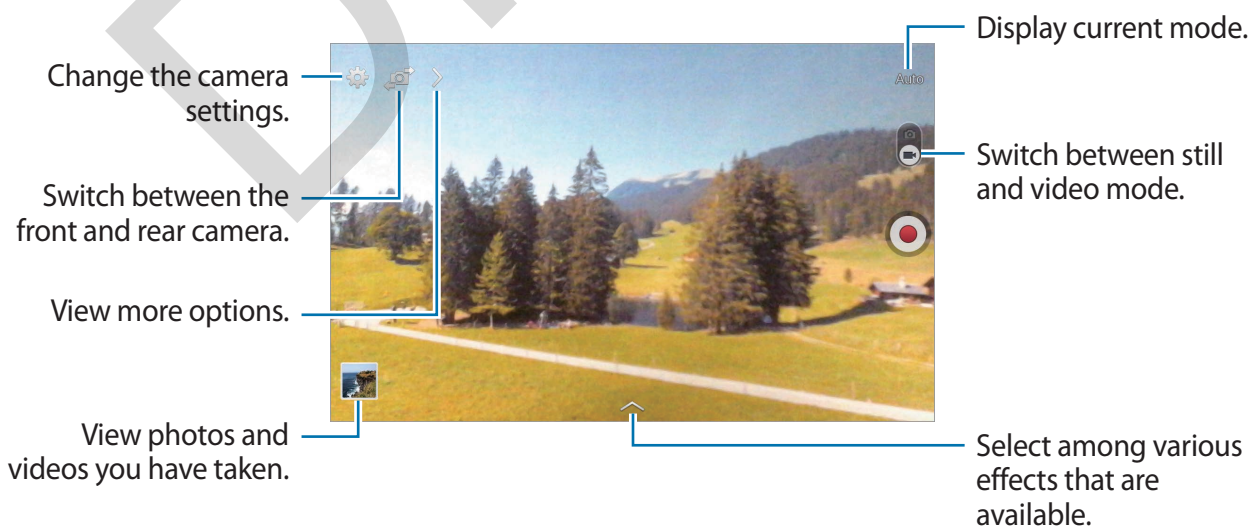 Display current mode.
Change the camera
settings.
Auto
Switch between still
and video mode.
Switch between the
front and rear camera.
View more options.
View photos and
videos you have taken.
Select among various
effects that are
available.